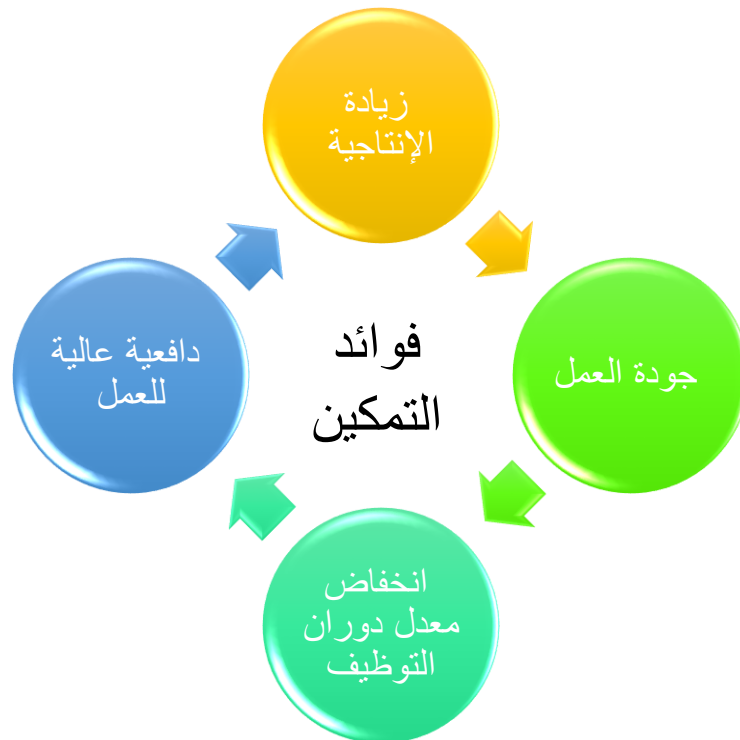 زيادة
الإنتاجية
جودة العمل
انخفاض
معدل دوران
التوظيف
دافعية عالية
للعمل
فوائد
التمكين